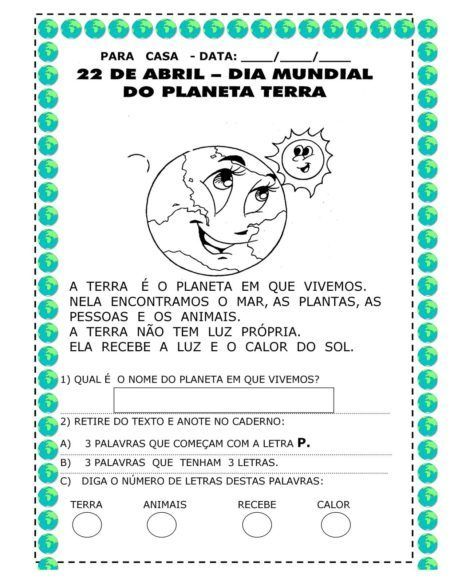 PARA CASA - DATA: ____/____/____
22 DE ABRIL – DIA MUNDIAL
DO PLANETA TERRA
A TERRA É O PLANETA EM QUE VIVEMOS.
NELA ENCONTRAMOS O MAR, AS PLANTAS, AS
PESSOAS E OS ANIMAIS.
A TERRA NÃO TEM LUZ PRÓPRIA.
ELA RECEBE A LUZ E O CALOR DO SOL.
1) QUAL É O NOME DO PLANETA EM QUE VIVEMOS?
2) RETIRE DO TEXTO E ANOTE NO CADERNO:
A) 3 PALAVRAS QUE COMEÇAM COM A LETRA P.
B) 3 PALAVRAS QUE TENHAM 3 LETRAS.
C) DIGA O NÚMERO DE LETRAS DESTAS PALAVRAS:
TERRA ANIMAIS RECEBE CALOR